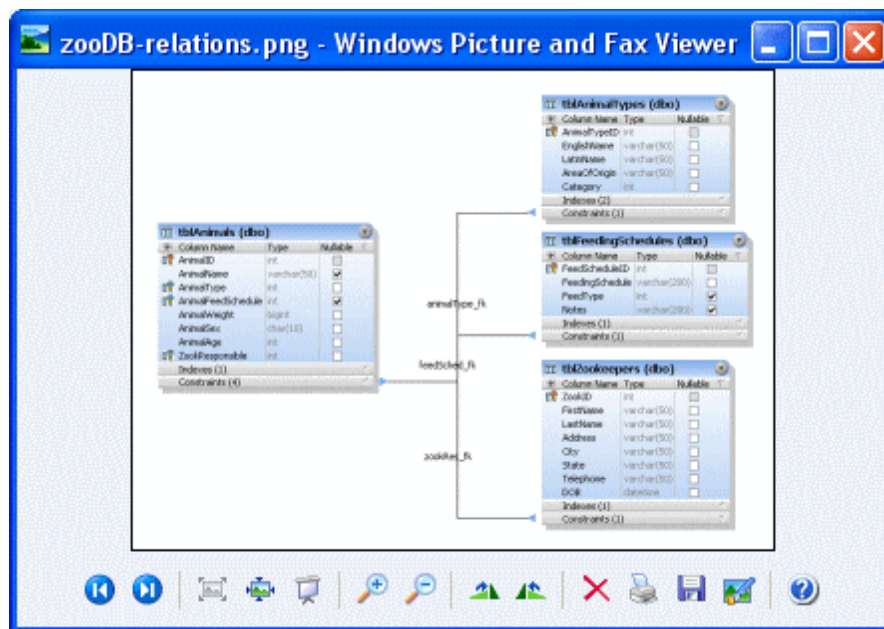 zooDB-relations.png - Windows Picture and Fax Viewer
tblAnimals (dbo)
Column Name Type Nullable
AnimalID int
AnimalName varchar(50)
AnimalType int
AnimalFeedSchedule int
AnimalWeight bigint
AnimalSex char(10)
AnimalAge int
ZookResponsable int
Indexes (1)
Constraints (4)
animalType_fk
feedSched_fk
zookRes_fk
tblAnimalTypes (dbo)
Column Name Type Nullable
AnimalTypeID int
EnglishName varchar(50)
LatinName varchar(50)
AreaOfOrigin varchar(50)
Category int
Indexes (2)
Constraints (1)
tblFeedingSchedules (dbo)
Column Name Type Nullable
FeedScheduleID int
FeedingSchedule varchar(200)
FeedType int
Notes varchar(200)
Indexes (1)
Constraints (1)
tblZookeepers (dbo)
Column Name Type Nullable
ZookID int
FirstName varchar(50)
LastName varchar(50)
Address varchar(50)
City varchar(50)
State varchar(50)
Telephone varchar(50)
DOB datetime
Indexes (1)
Constraints (1)